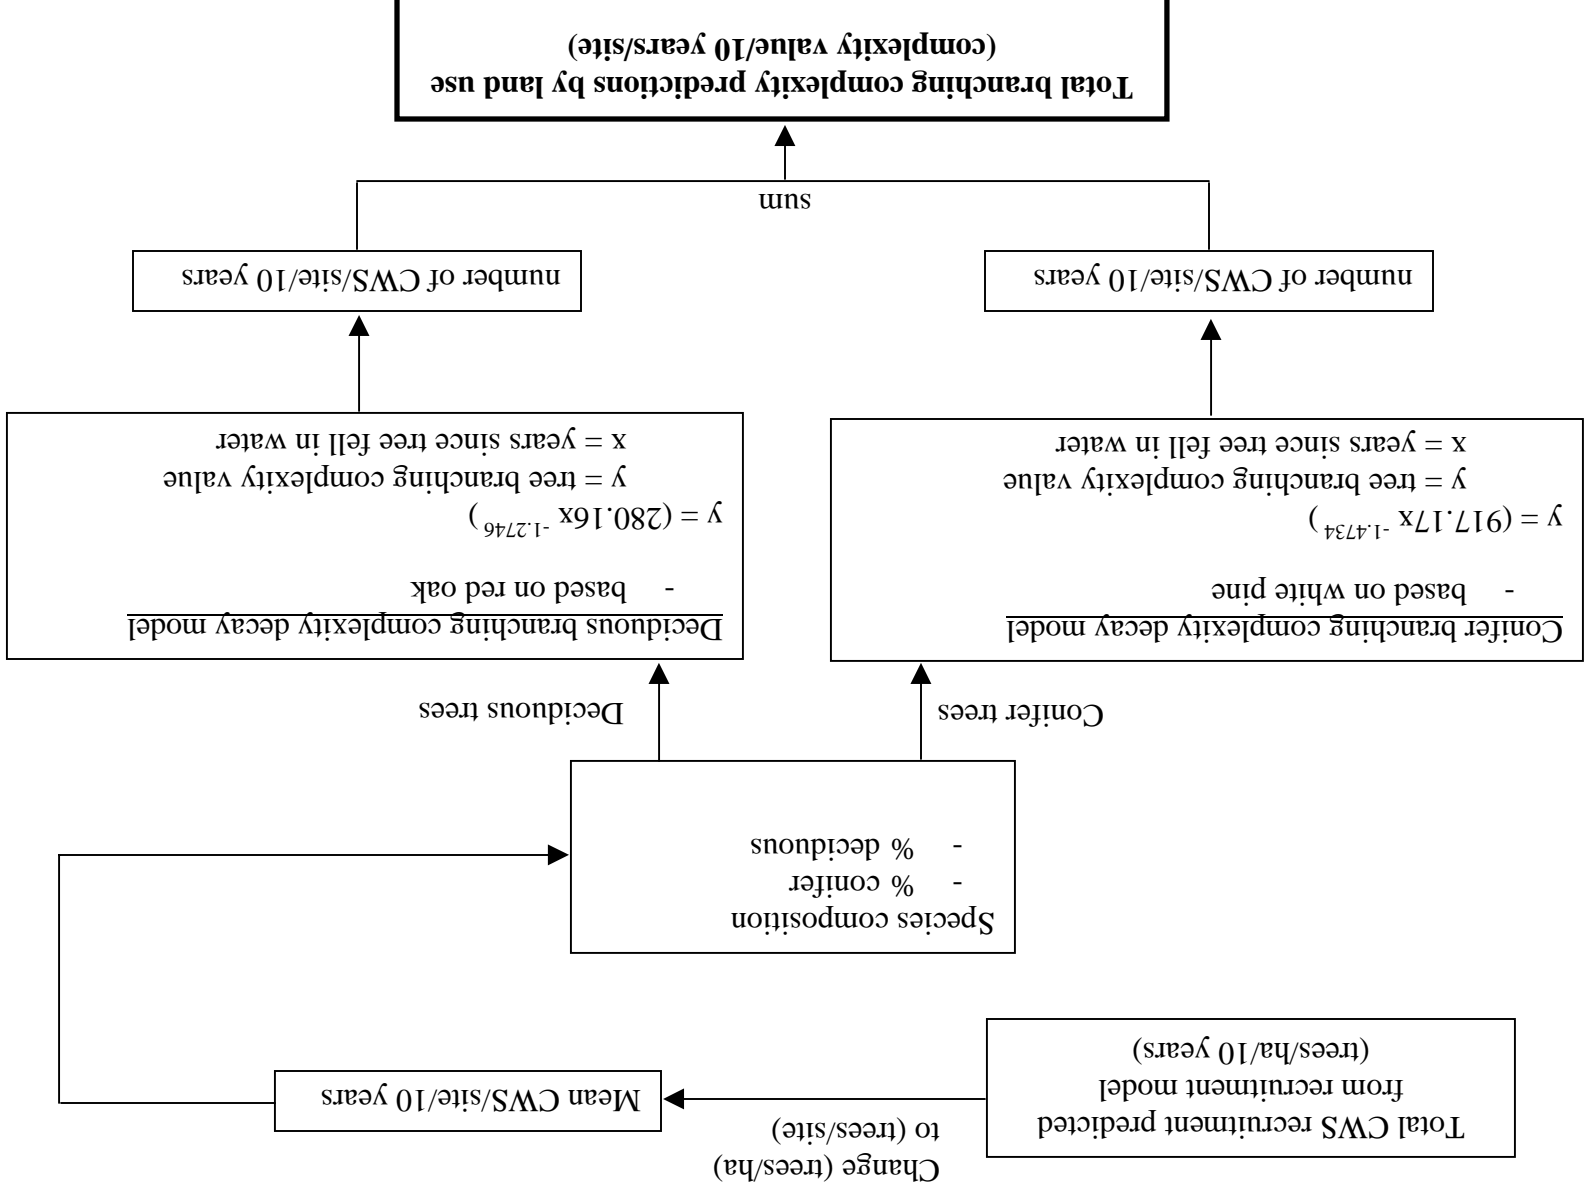 Change (trees/ha)
to (trees/site)
Total CWS recruitment predicted
from recruitment model
(trees/ha/10 years)
Mean CWS/site/10 years
Species composition
- % conifer
- % deciduous
Conifer trees
Deciduous trees
Conifer branching complexity decay model
- based on white pine
y = (917.17x -1.4734 )
y = tree branching complexity value
x = years since tree fell in water
Deciduous branching complexity decay model
- based on red oak
y = (280.16x -1.2746 )
y = tree branching complexity value
x = years since tree fell in water
number of CWS/site/10 years
number of CWS/site/10 years
sum
Total branching complexity predictions by land use
(complexity value/10 years/site)